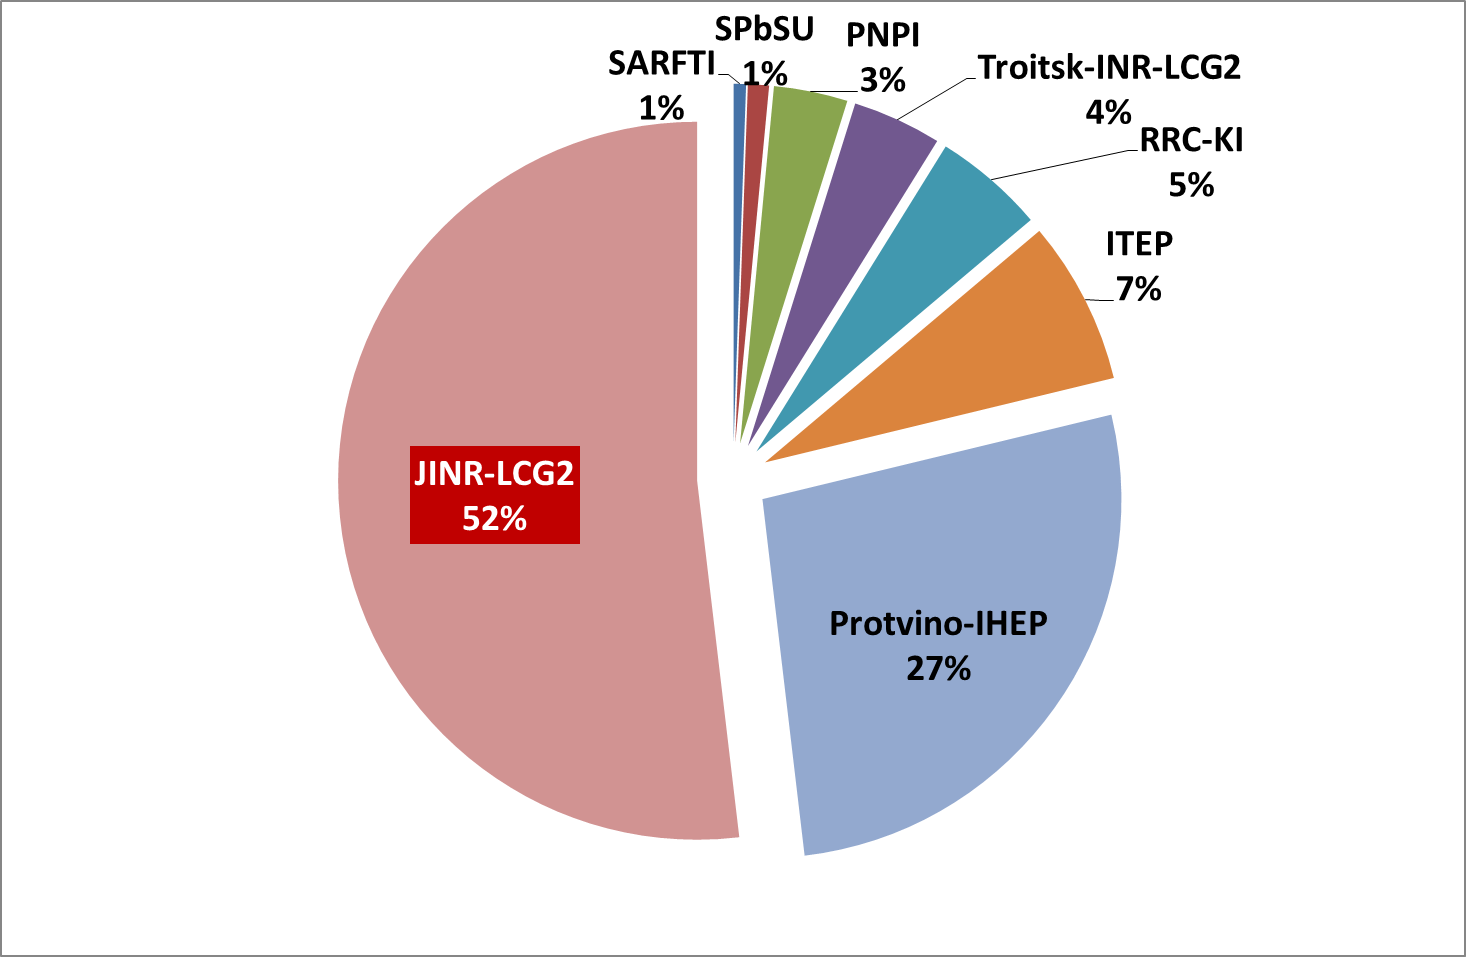 SPbSU
1%
PNPI
3%
SARFTI
1%
Troitsk-INR-LCG2
4%
RRC-KI
5%
ITEP
7%
JINR-LCG2
52%
Protvino-IHEP
27%